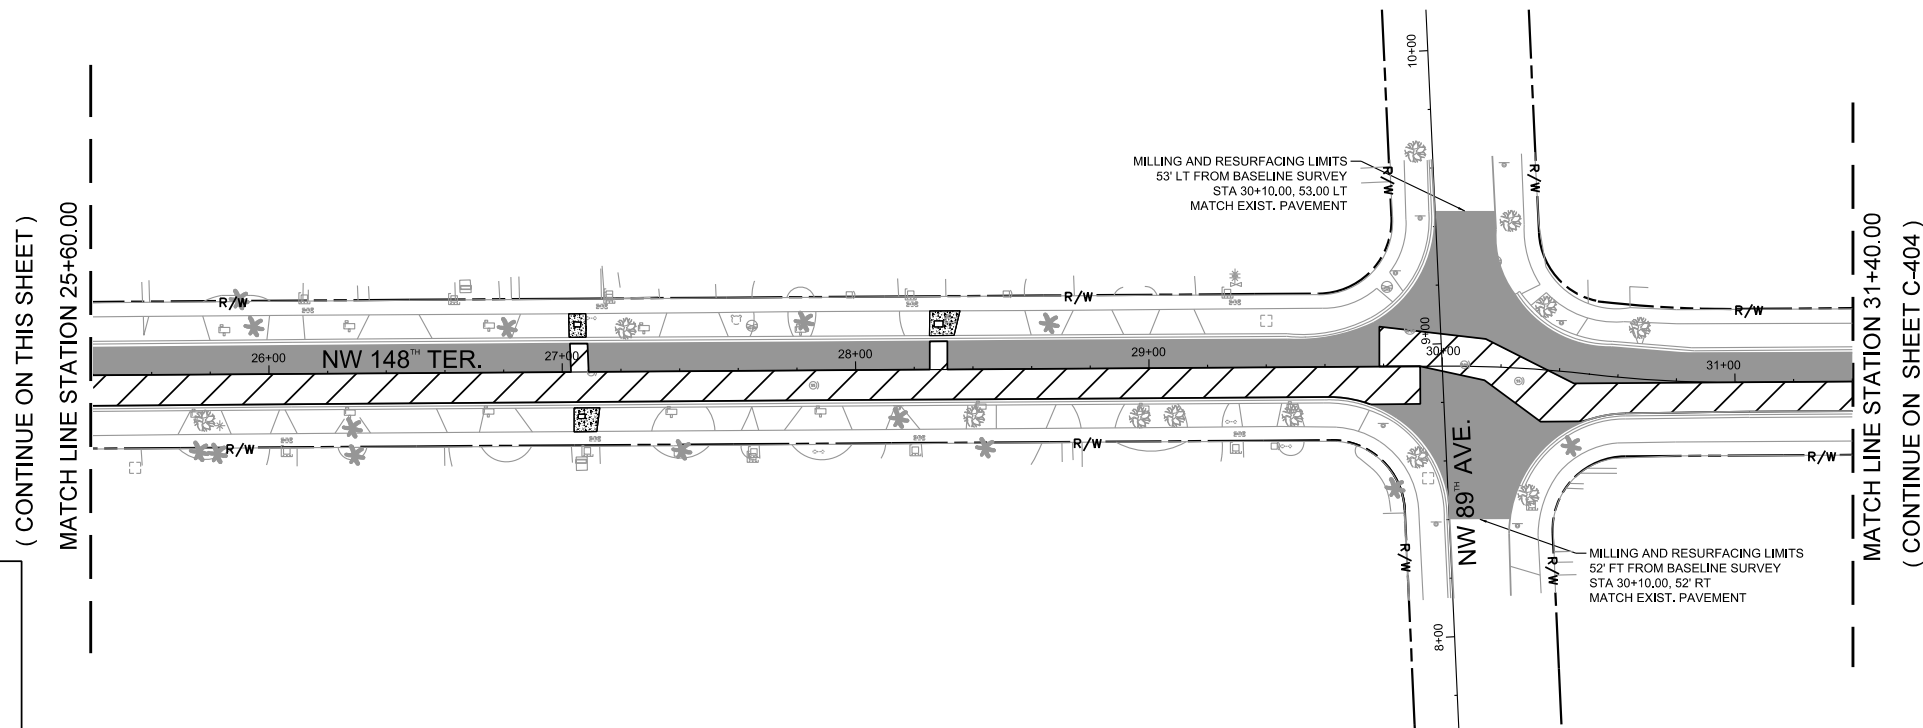 ( CONTINUE ON THIS SHEET )
MATCH LINE STATION 25+60.00
R/W
R/W
R/W
R/W
26+00
NW 148TH TER.
27+00
28+00
29+00
30+00
31+00
R/W
R/W
R/W
MILLING AND RESURFACING LIMITS
53' LT FROM BASELINE SURVEY
STA 30+10.00, 53.00 LT
MATCH EXIST. PAVEMENT
10+00
9+00
8+00
NW 89TH AVE.
R/W
R/W
R/W
R/W
MILLING AND RESURFACING LIMITS
52' FT FROM BASELINE SURVEY
STA 30+10.00, 52' RT
MATCH EXIST. PAVEMENT
MATCH LINE STATION 31+40.00
( CONTINUE ON SHEET C-404 )